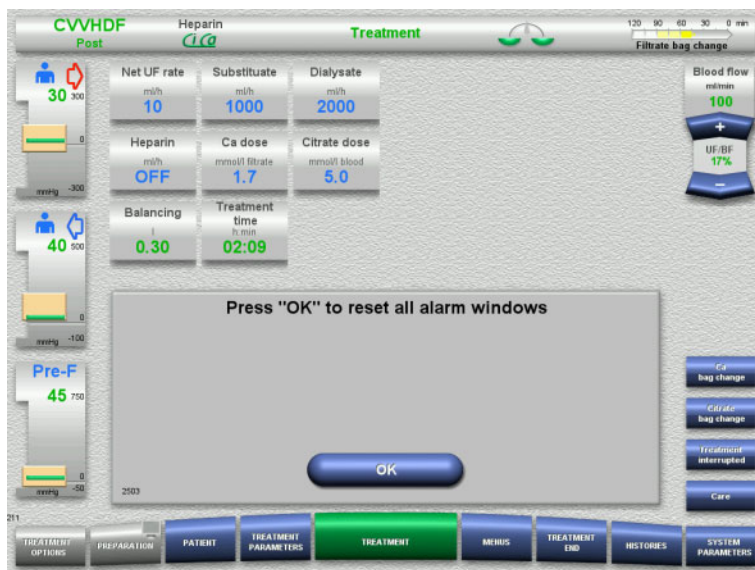 CVVHDF
Post
Heparin
CiCa
Treatment
120 90 60 30 0 min
Filtrate bag change
30 300
0
mmHg -300
40 500
0
mmHg -100
Pre-F
45 750
0
mmHg -50
Net UF rate
ml/h
10
Substituate
ml/h
1000
Dialysate
ml/h
2000
Heparin
ml/h
OFF
Ca dose
mmol/l filtrate
1.7
Citrate dose
mmol/l blood
5.0
Balancing
l
0.30
Treatment
time
h:min
02:09
Blood flow
ml/min
100
+
UF/BF
17%
−
Press "OK" to reset all alarm windows
OK
2503
Ca
bag change
Citrate
bag change
Treatment
interrupted
Care
211
TREATMENT
OPTIONS
PREPARATION
PATIENT
TREATMENT
PARAMETERS
TREATMENT
MENUS
TREATMENT
END
HISTORIES
SYSTEM
PARAMETERS